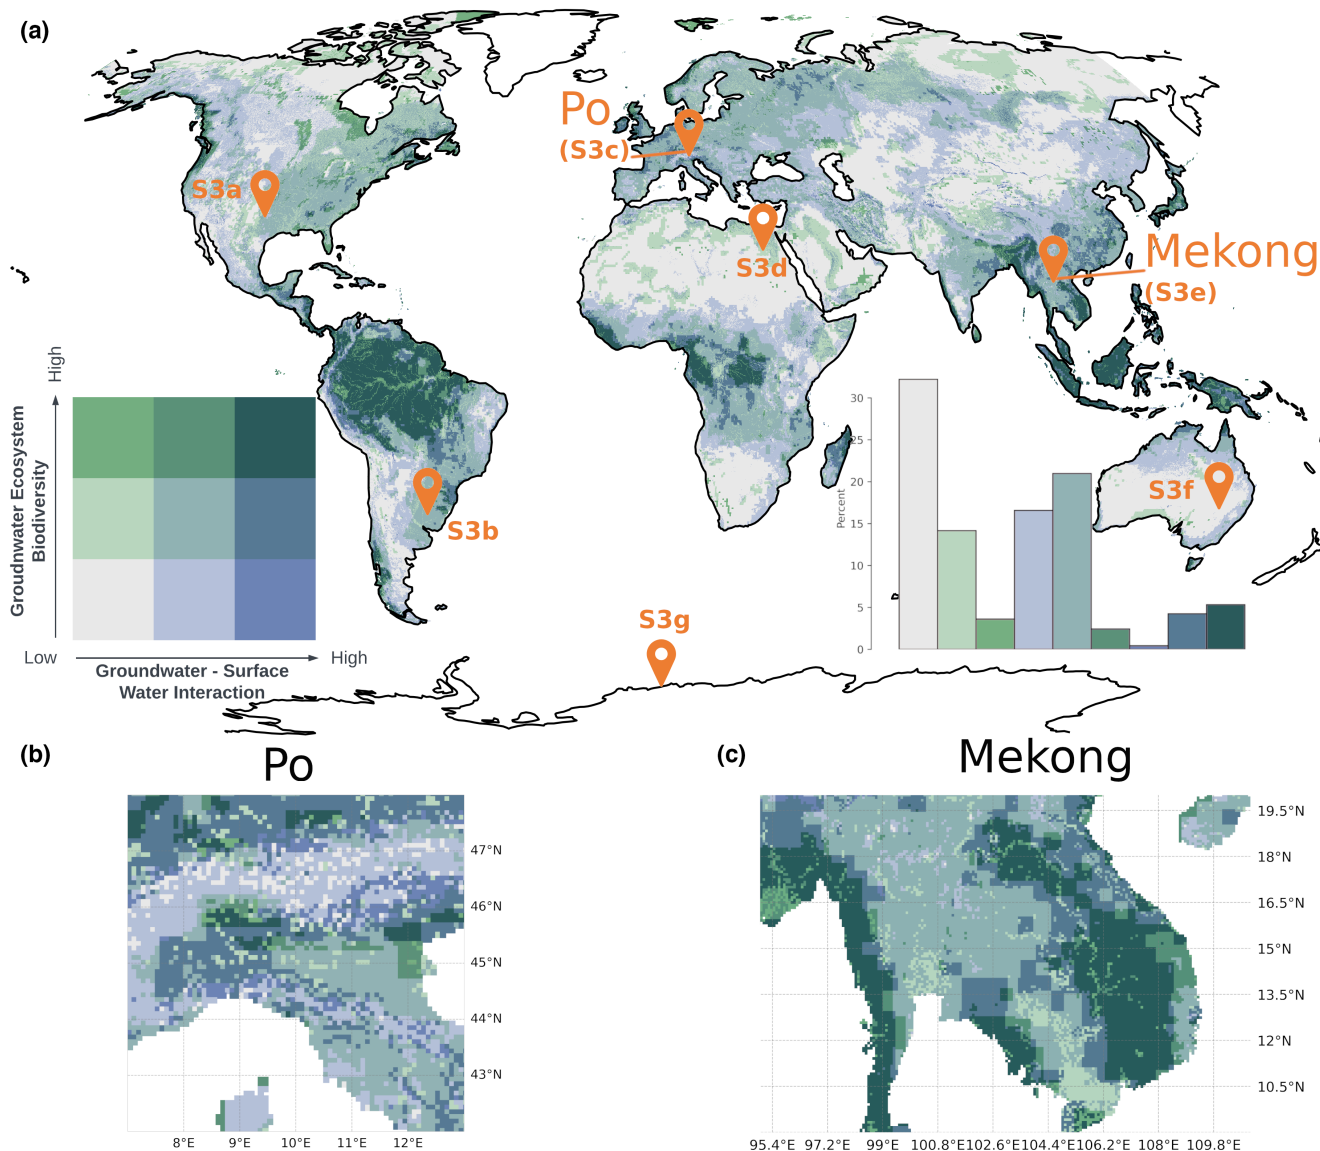 (a)
Po
(S3c)
S3a
S3d
Mekong
(S3e)
S3b
S3f
S3g
High
Groudnwater Ecosystem
Biodiversity
Low
High
Groundwater - Surface
Water Interaction
Percent
30
25
20
15
10
5
0
(b)
Po
47°N
46°N
45°N
44°N
43°N
8°E 9°E 10°E 11°E 12°E
(c)
Mekong
19.5°N
18°N
16.5°N
15°N
13.5°N
12°N
10.5°N
95.4°E 97.2°E 99°E 100.8°E 102.6°E 104.4°E 106.2°E 108°E 109.8°E